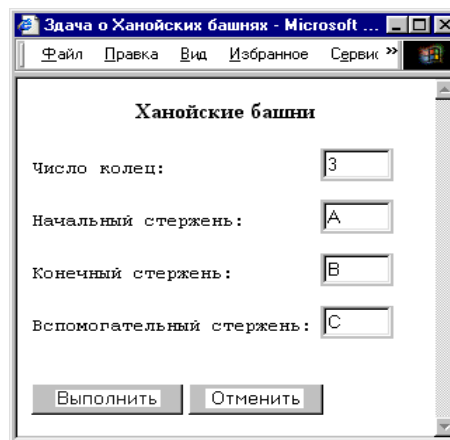 Здача о Ханойских башнях - Microsoft ...
Файл Правка Вид Избранное Сервис »
Ханойские башни
Число колец: 3
Начальный стержень: A
Конечный стержень: B
Вспомогательный стержень: C
Выполнить Отменить